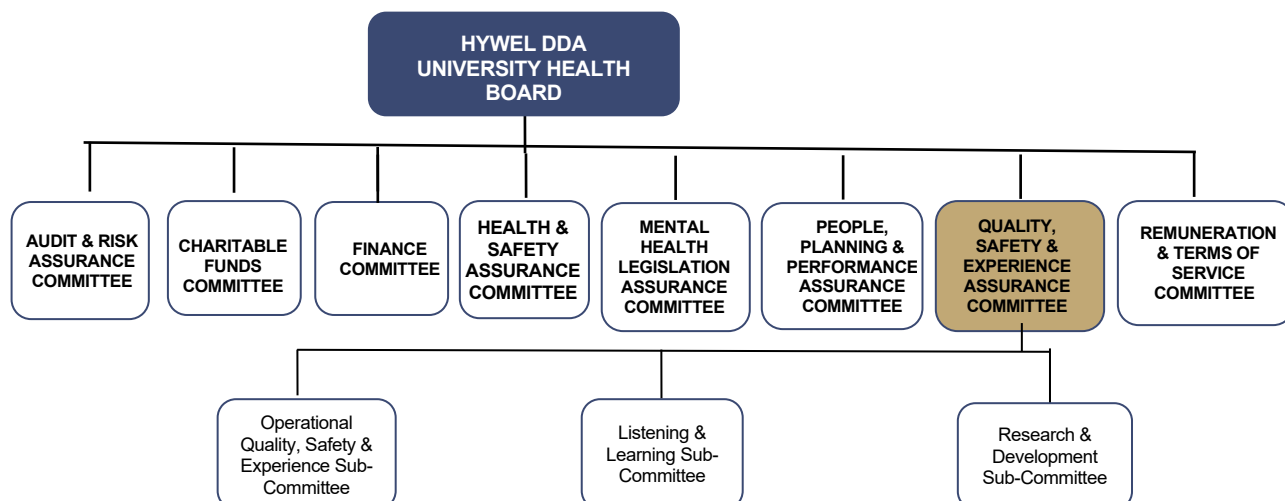 HYWEL DDA
UNIVERSITY HEALTH
BOARD
AUDIT & RISK
ASSURANCE
COMMITTEE
CHARITABLE
FUNDS
COMMITTEE
FINANCE
COMMITTEE
HEALTH &
SAFETY
ASSURANCE
COMMITTEE
MENTAL
HEALTH
LEGISLATION
ASSURANCE
COMMITTEE
PEOPLE,
PLANNING &
PERFORMANCE
ASSURANCE
COMMITTEE
QUALITY,
SAFETY &
EXPERIENCE
ASSURANCE
COMMITTEE
REMUNERATION
& TERMS OF
SERVICE
COMMITTEE
Operational
Quality, Safety &
Experience Sub-
Committee
Listening &
Learning Sub-
Committee
Research &
Development
Sub-Committee